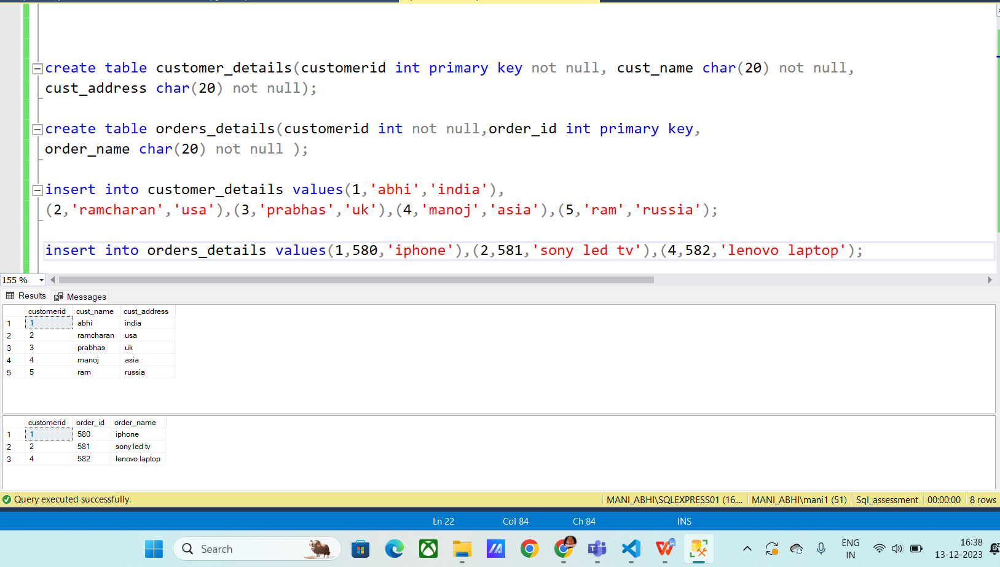 create table customer_details(customerid int primary key not null, cust_name char(20) not null,
cust_address char(20) not null);
create table orders_details(customerid int not null,order_id int primary key,
order_name char(20) not null );
insert into customer_details values(1,'abhi','india'),
(2,'ramcharan','usa'),(3,'prabhas','uk'),(4,'manoj','asia'),(5,'ram','russia');
insert into orders_details values(1,580,'iphone'),(2,581,'sony led tv'),(4,582,'lenovo laptop');
155 %
Results Messages
customerid cust_name cust_address
1 1 abhi india
2 2 ramcharan usa
3 3 prabhas uk
4 4 manoj asia
5 5 ram russia
customerid order_id order_name
1 1 580 iphone
2 2 581 sony led tv
3 4 582 lenovo laptop
Query executed successfully. MANI_ABHI\SQLEXPRESS01 (16.... MANI_ABHI\mani1 (51) Sql_assessment 00:00:00 8 rows
Ln 22 Col 84 Ch 84 INS
Search ENG 16:38
IN 13-12-2023